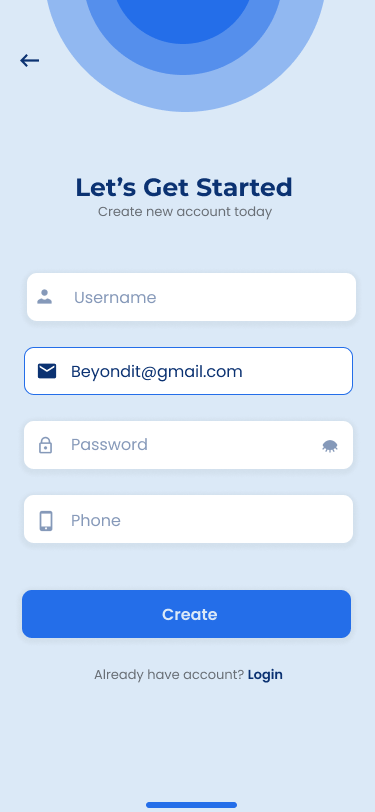 Let’s Get Started
Create new account today
Username
Beyondit@gmail.com
Password
Phone
Create
Already have account? Login